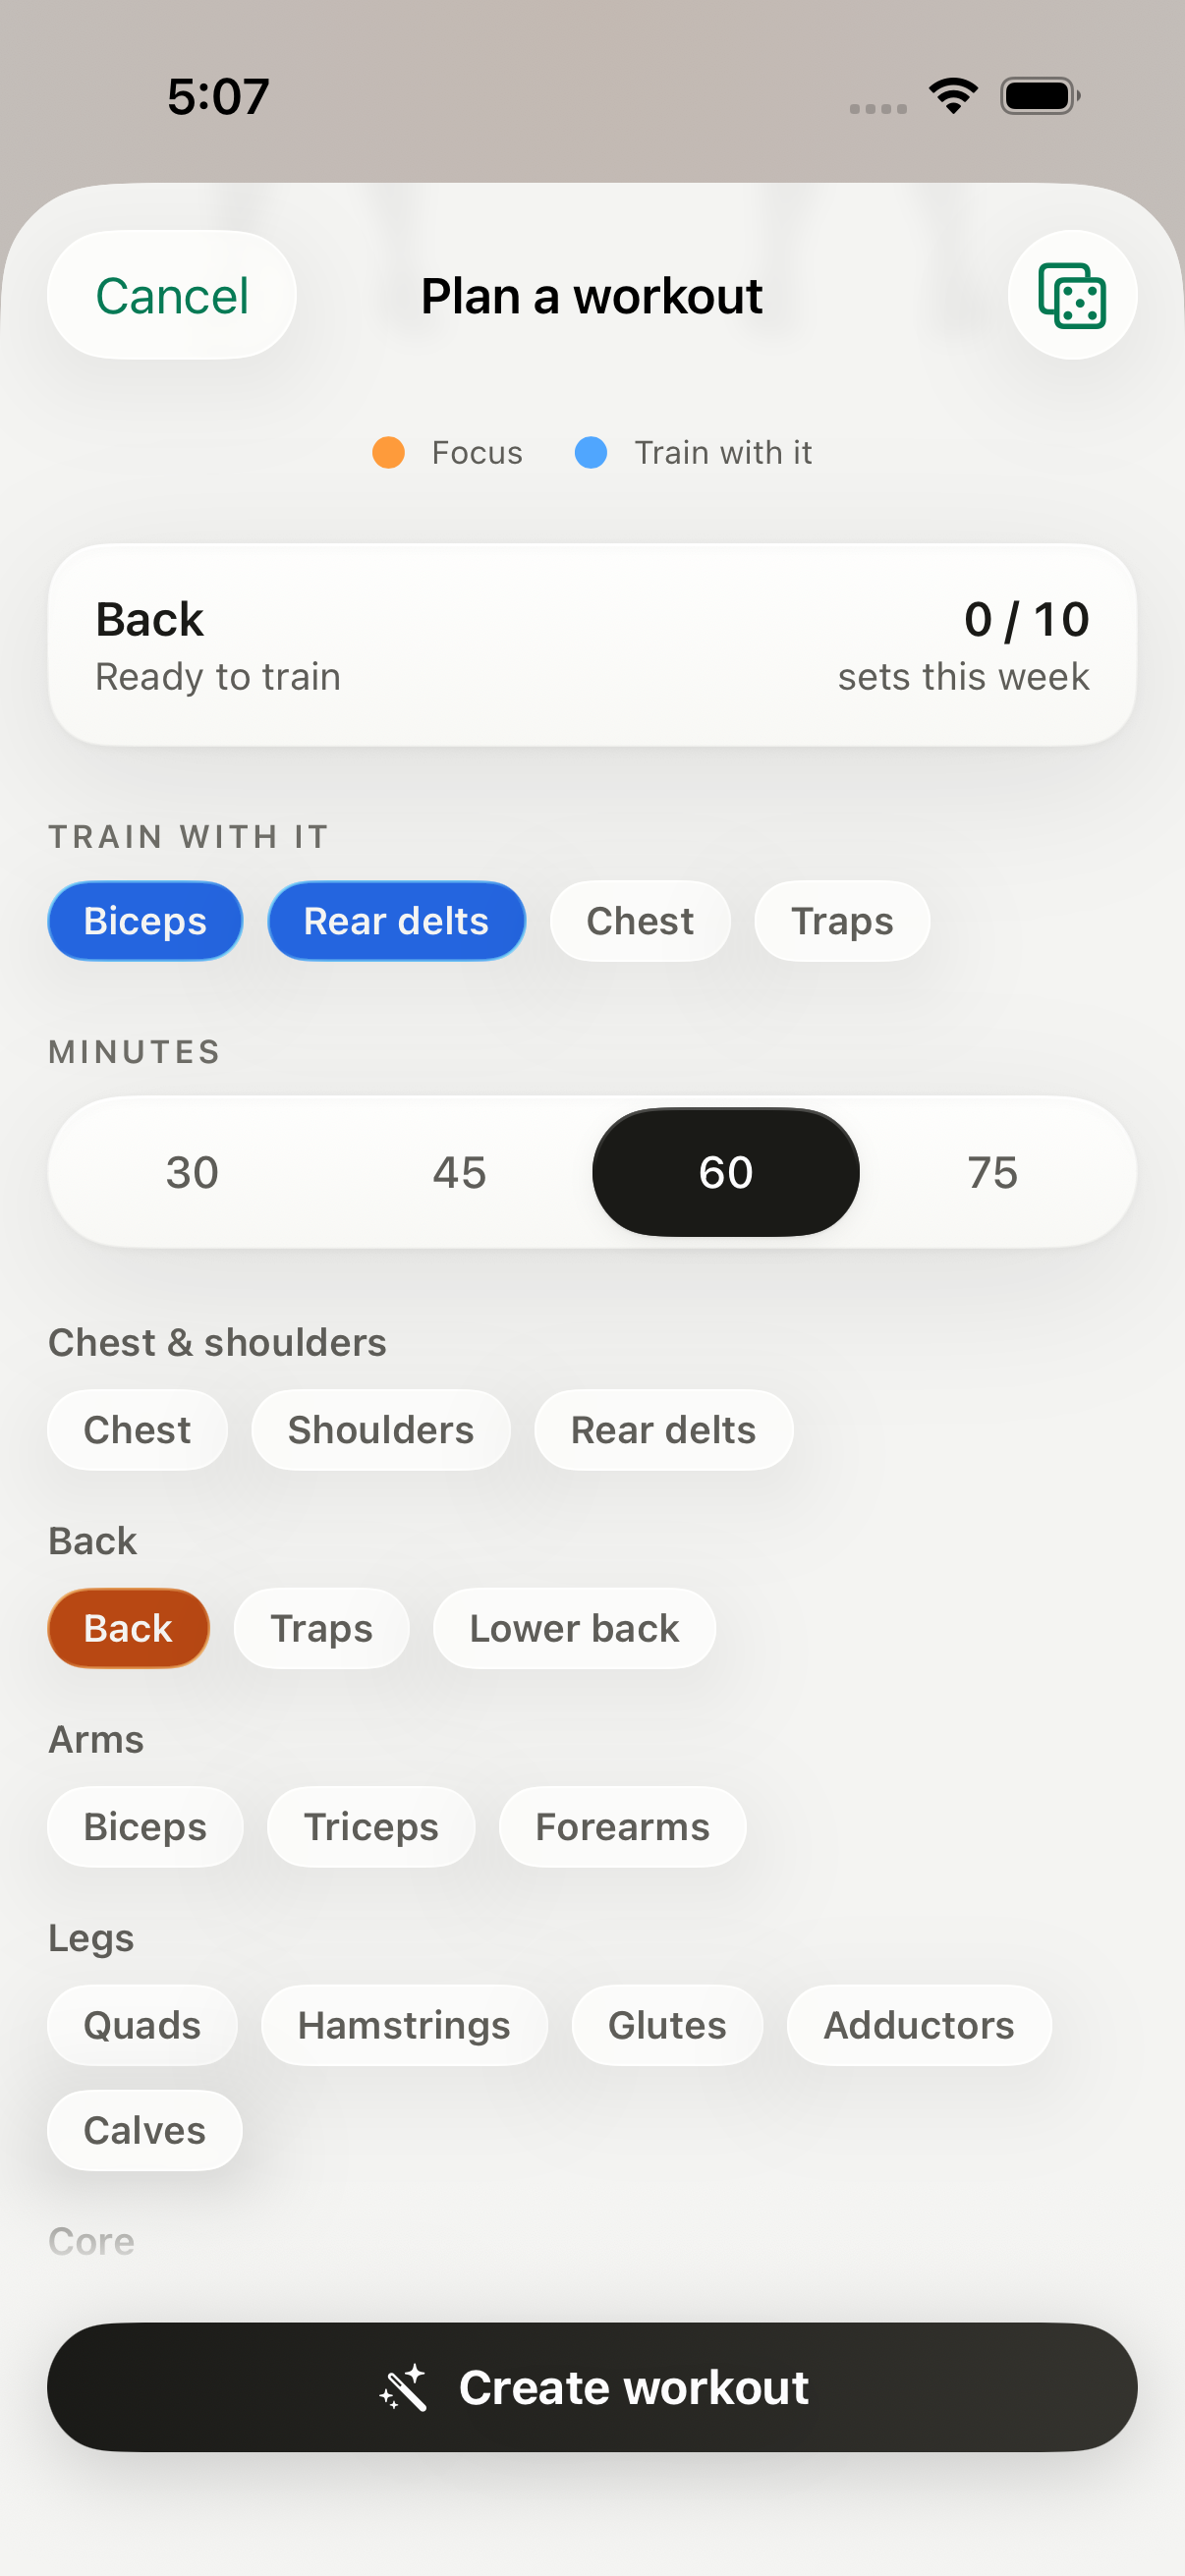 5:07
Cancel
Plan a workout
Focus
Train with it
Back
0 / 10
Ready to train
sets this week
TRAIN WITH IT
Biceps Rear delts Chest Traps
MINUTES
30 45 60 75
Chest & shoulders
Chest Shoulders Rear delts
Back
Back Traps Lower back
Arms
Biceps Triceps Forearms
Legs
Quads Hamstrings Glutes Adductors
Calves
Core
Create workout